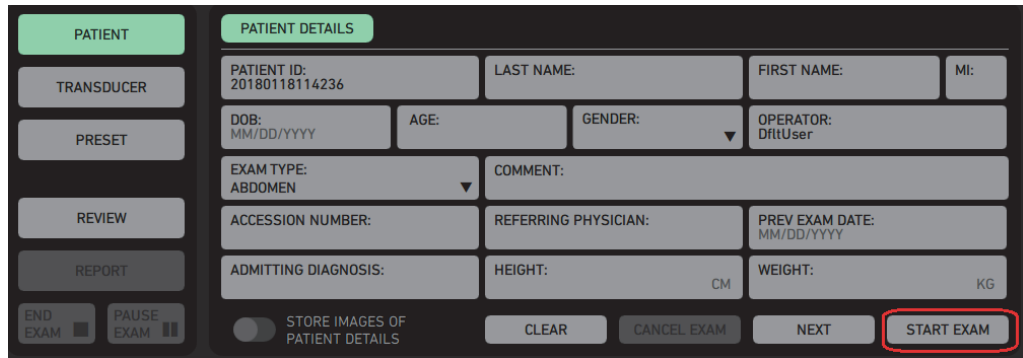 PATIENT
TRANSDUCER
PRESET
REVIEW
REPORT
END
EXAM
PAUSE
EXAM
PATIENT DETAILS
PATIENT ID:
20180118114236
LAST NAME:
FIRST NAME:
MI:
DOB:
MM/DD/YYYY
AGE:
GENDER:
OPERATOR:
DfltUser
EXAM TYPE:
ABDOMEN
COMMENT:
ACCESSION NUMBER:
REFERRING PHYSICIAN:
PREV EXAM DATE:
MM/DD/YYYY
ADMITTING DIAGNOSIS:
HEIGHT:
CM
WEIGHT:
KG
STORE IMAGES OF
PATIENT DETAILS
CLEAR
CANCEL EXAM
NEXT
START EXAM